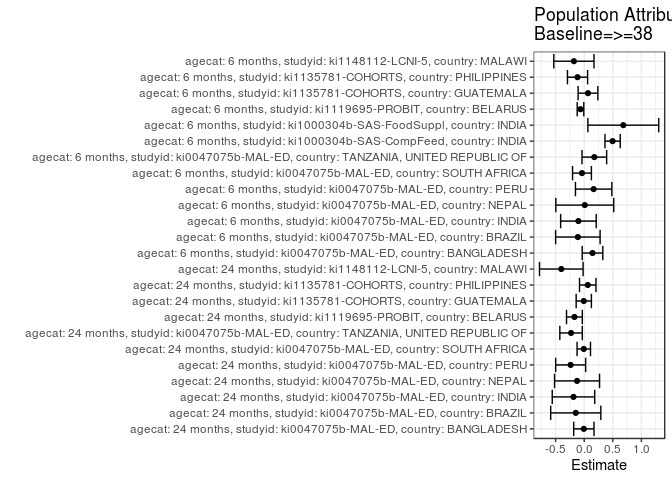 Population Attribu
Baseline=>=38
agecat: 6 months, studyid: ki1148112-LCNI-5, country: MALAWI
agecat: 6 months, studyid: ki1135781-COHORTS, country: PHILIPPINES
agecat: 6 months, studyid: ki1135781-COHORTS, country: GUATEMALA
agecat: 6 months, studyid: ki1119695-PROBIT, country: BELARUS
agecat: 6 months, studyid: ki1000304b-SAS-FoodSuppl, country: INDIA
agecat: 6 months, studyid: ki1000304b-SAS-CompFeed, country: INDIA
agecat: 6 months, studyid: ki0047075b-MAL-ED, country: TANZANIA, UNITED REPUBLIC OF
agecat: 6 months, studyid: ki0047075b-MAL-ED, country: SOUTH AFRICA
agecat: 6 months, studyid: ki0047075b-MAL-ED, country: PERU
agecat: 6 months, studyid: ki0047075b-MAL-ED, country: NEPAL
agecat: 6 months, studyid: ki0047075b-MAL-ED, country: INDIA
agecat: 6 months, studyid: ki0047075b-MAL-ED, country: BRAZIL
agecat: 6 months, studyid: ki0047075b-MAL-ED, country: BANGLADESH
agecat: 24 months, studyid: ki1148112-LCNI-5, country: MALAWI
agecat: 24 months, studyid: ki1135781-COHORTS, country: PHILIPPINES
agecat: 24 months, studyid: ki1135781-COHORTS, country: GUATEMALA
agecat: 24 months, studyid: ki1119695-PROBIT, country: BELARUS
agecat: 24 months, studyid: ki0047075b-MAL-ED, country: TANZANIA, UNITED REPUBLIC OF
agecat: 24 months, studyid: ki0047075b-MAL-ED, country: SOUTH AFRICA
agecat: 24 months, studyid: ki0047075b-MAL-ED, country: PERU
agecat: 24 months, studyid: ki0047075b-MAL-ED, country: NEPAL
agecat: 24 months, studyid: ki0047075b-MAL-ED, country: INDIA
agecat: 24 months, studyid: ki0047075b-MAL-ED, country: BRAZIL
agecat: 24 months, studyid: ki0047075b-MAL-ED, country: BANGLADESH
-0.5 0.0 0.5 1.0
Estimate